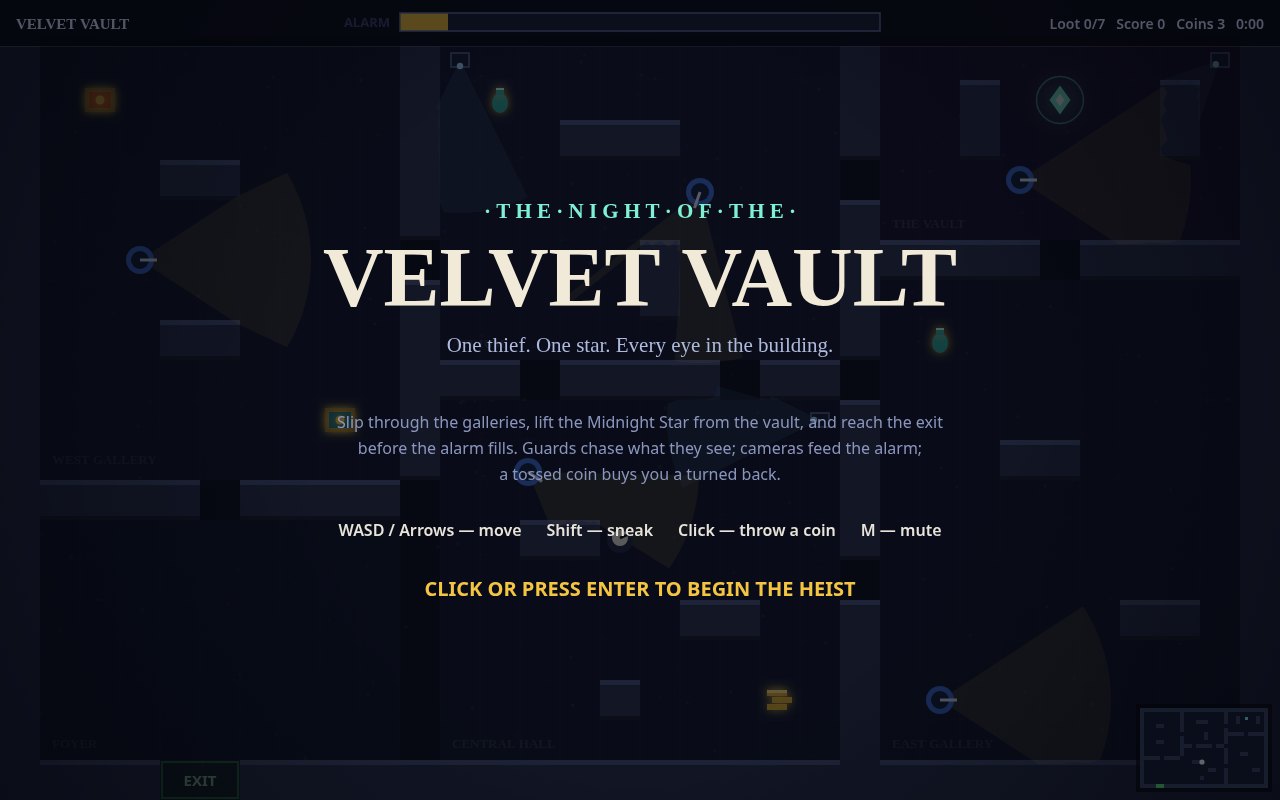 VELVET VAULT
ALARM
Loot 0/7 Score 0 Coins 3 0:00
THE VAULT
·THE·NIGHT·OF·THE·
VELVET VAULT
One thief. One star. Every eye in the building.
Slip through the galleries, lift the Midnight Star from the vault, and reach the exit
before the alarm fills. Guards chase what they see; cameras feed the alarm;
a tossed coin buys you a turned back.
WEST GALLERY
WASD / Arrows — move Shift — sneak Click — throw a coin M — mute
CLICK OR PRESS ENTER TO BEGIN THE HEIST
FOYER
CENTRAL HALL
EAST GALLERY
EXIT